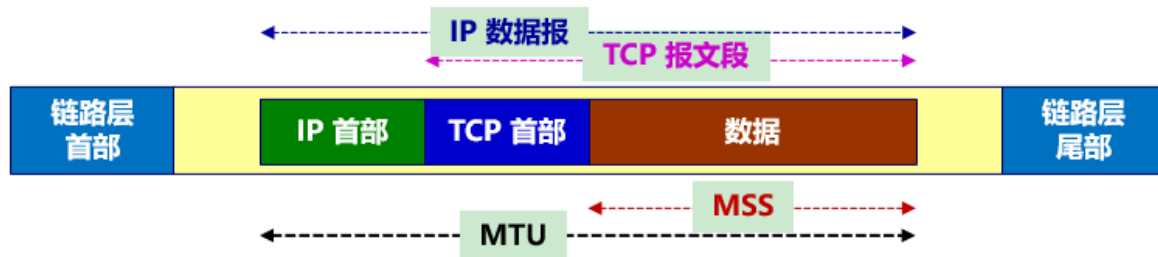 IP 数据报
TCP 报文段
链路层
首部
IP 首部
TCP 首部
数据
链路层
尾部
MSS
MTU